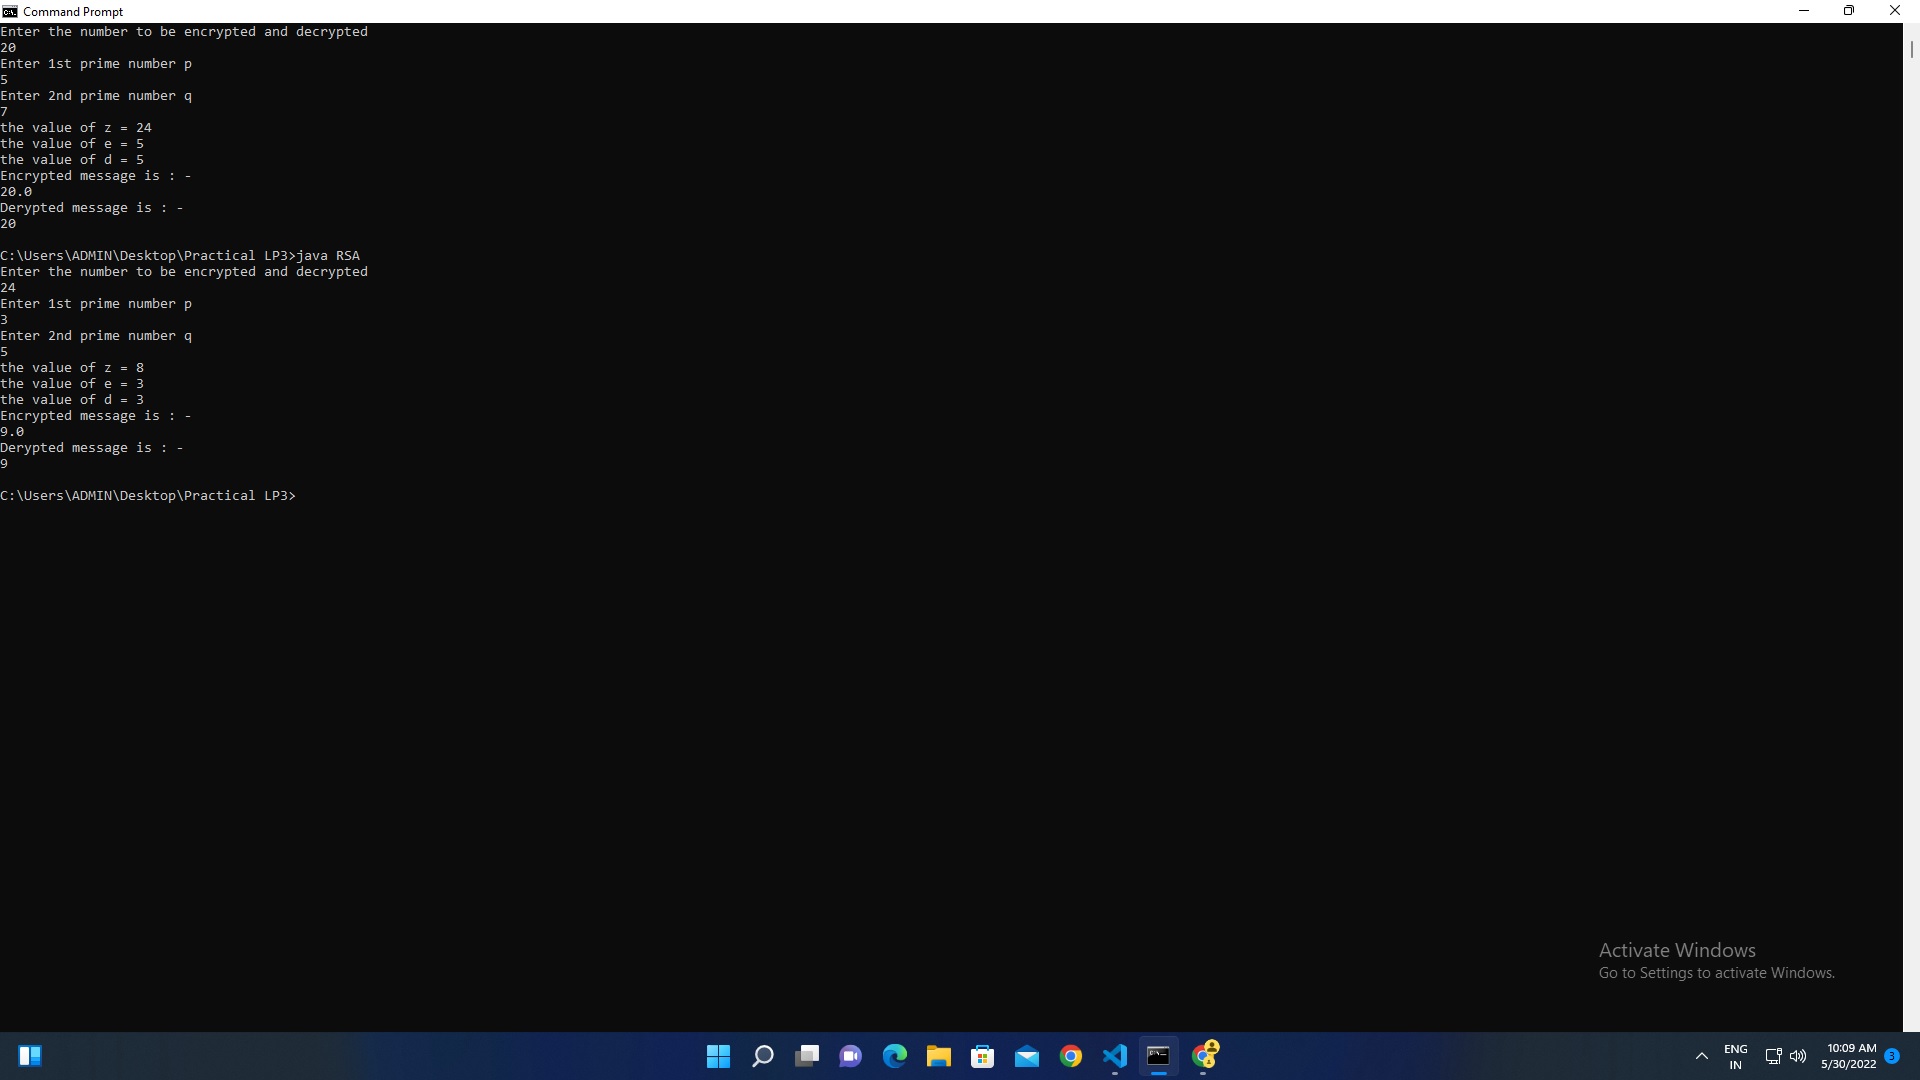 Command Prompt
Enter the number to be encrypted and decrypted
20
Enter 1st prime number p
5
Enter 2nd prime number q
7
the value of z = 24
the value of e = 5
the value of d = 5
Encrypted message is : -
20.0
Derypted message is : -
20
C:\Users\ADMIN\Desktop\Practical LP3>java RSA
Enter the number to be encrypted and decrypted
24
Enter 1st prime number p
3
Enter 2nd prime number q
5
the value of z = 8
the value of e = 3
the value of d = 3
Encrypted message is : -
9.0
Derypted message is : -
9
C:\Users\ADMIN\Desktop\Practical LP3>
Activate Windows
Go to Settings to activate Windows.
ENG
IN
10:09 AM
5/30/2022
3